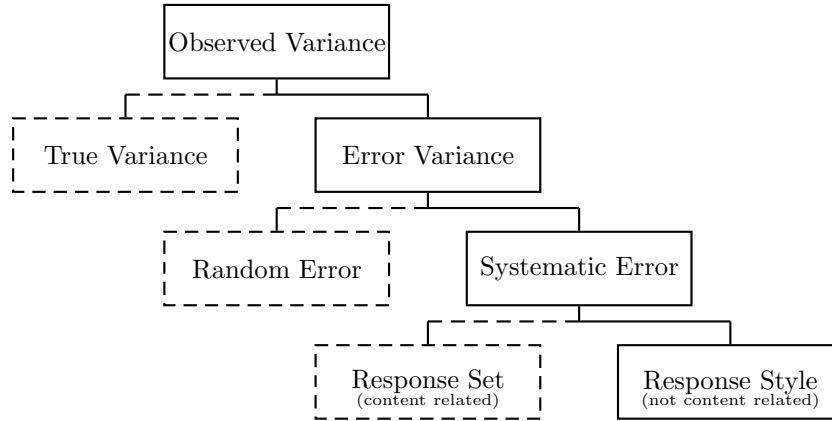 Observed Variance
True Variance
Error Variance
Random Error
Systematic Error
Response Set
(content related)
Response Style
(not content related)